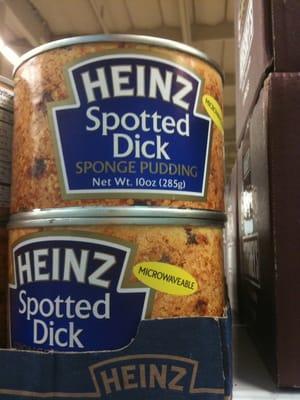 HEINZ
Spotted
Dick
SPONGE PUDDING
Net Wt. 10oz (285g)
HEINZ
MICROWAVEABLE
Spotted
Dick
HEINZ